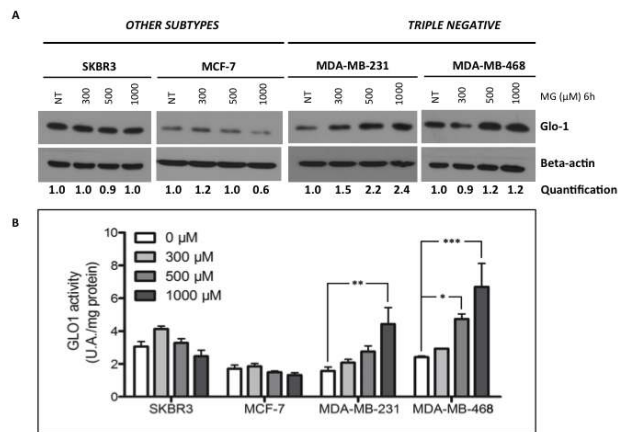 A
OTHER SUBTYPES TRIPLE NEGATIVE
SKBR3 MCF-7 MDA-MB-231 MDA-MB-468
NT 300 500 1000 NT 300 500 1000 NT 300 500 1000 NT 300 500 1000 MG (µM) 6h
Glo-1
Beta-actin
1.0 1.0 0.9 1.0 1.0 1.2 1.0 0.6 1.0 1.5 2.2 2.4 1.0 0.9 1.2 1.2 Quantification
B
GLO1 activity
(U.A./mg protein)
10
8
6
4
2
0
0 µM
300 µM
500 µM
1000 µM
**
***
*
SKBR3 MCF-7 MDA-MB-231 MDA-MB-468